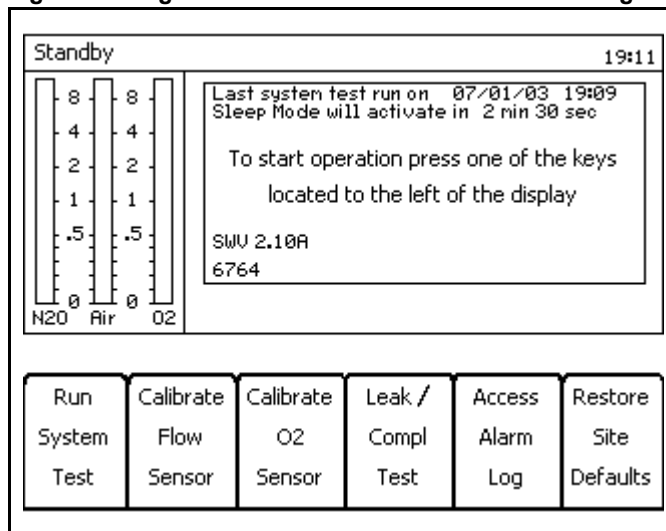 Standby 19:11
8 8
4 4
2 2
1 1
.5 .5
0 0
N2O Air O2
Last system test run on 07/01/03 19:09
Sleep Mode will activate in 2 min 30 sec
To start operation press one of the keys
located to the left of the display
SWV 2.10A
6764
Run System Test
Calibrate Flow Sensor
Calibrate O2 Sensor
Leak / Compl Test
Access Alarm Log
Restore Site Defaults